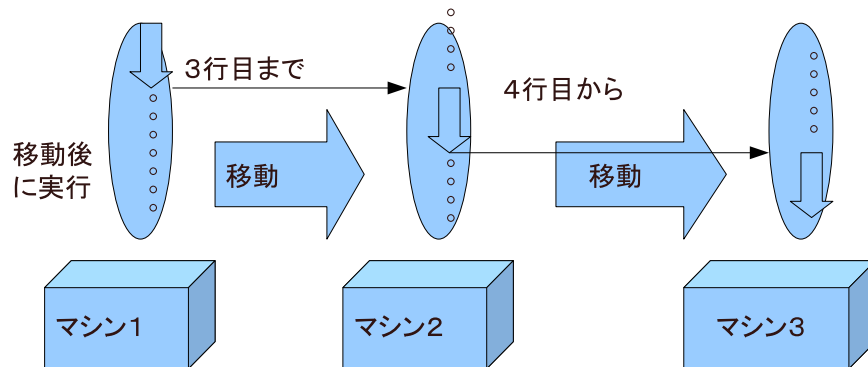 3行目まで
4行目から
移動後
に実行
移動
移動
マシン1
マシン2
マシン3